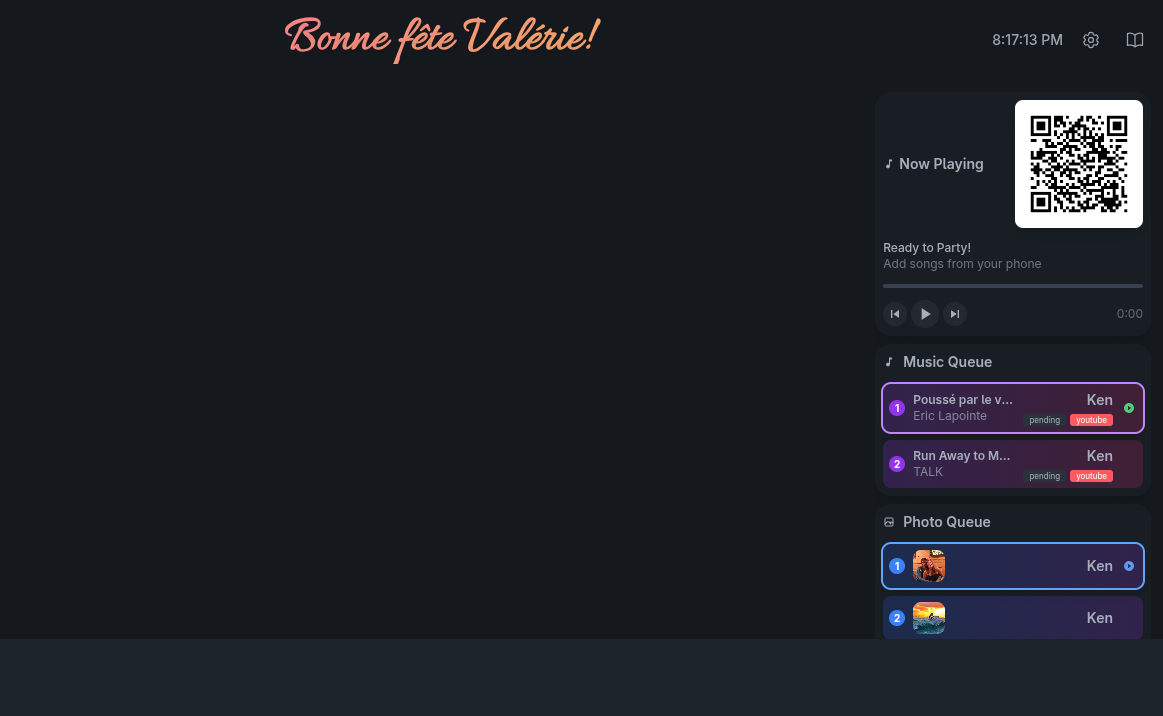 Bonne fête Valérie!
8:17:13 PM
Now Playing
Ready to Party!
Add songs from your phone
0:00
Music Queue
1
Poussé par le v...
Ken
Eric Lapointe
pending
youtube
2
Run Away to M...
Ken
TALK
pending
youtube
Photo Queue
1
Ken
2
Ken